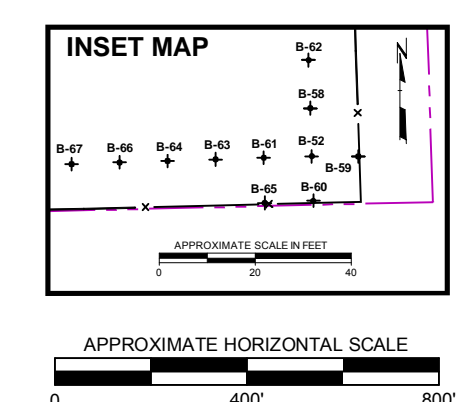 INSET MAP
N
B-62
B-58
B-67 B-66 B-64 B-63 B-61 B-52
B-59
B-65 B-60
APPROXIMATE SCALE IN FEET
0 20 40
APPROXIMATE HORIZONTAL SCALE
0 400' 800'